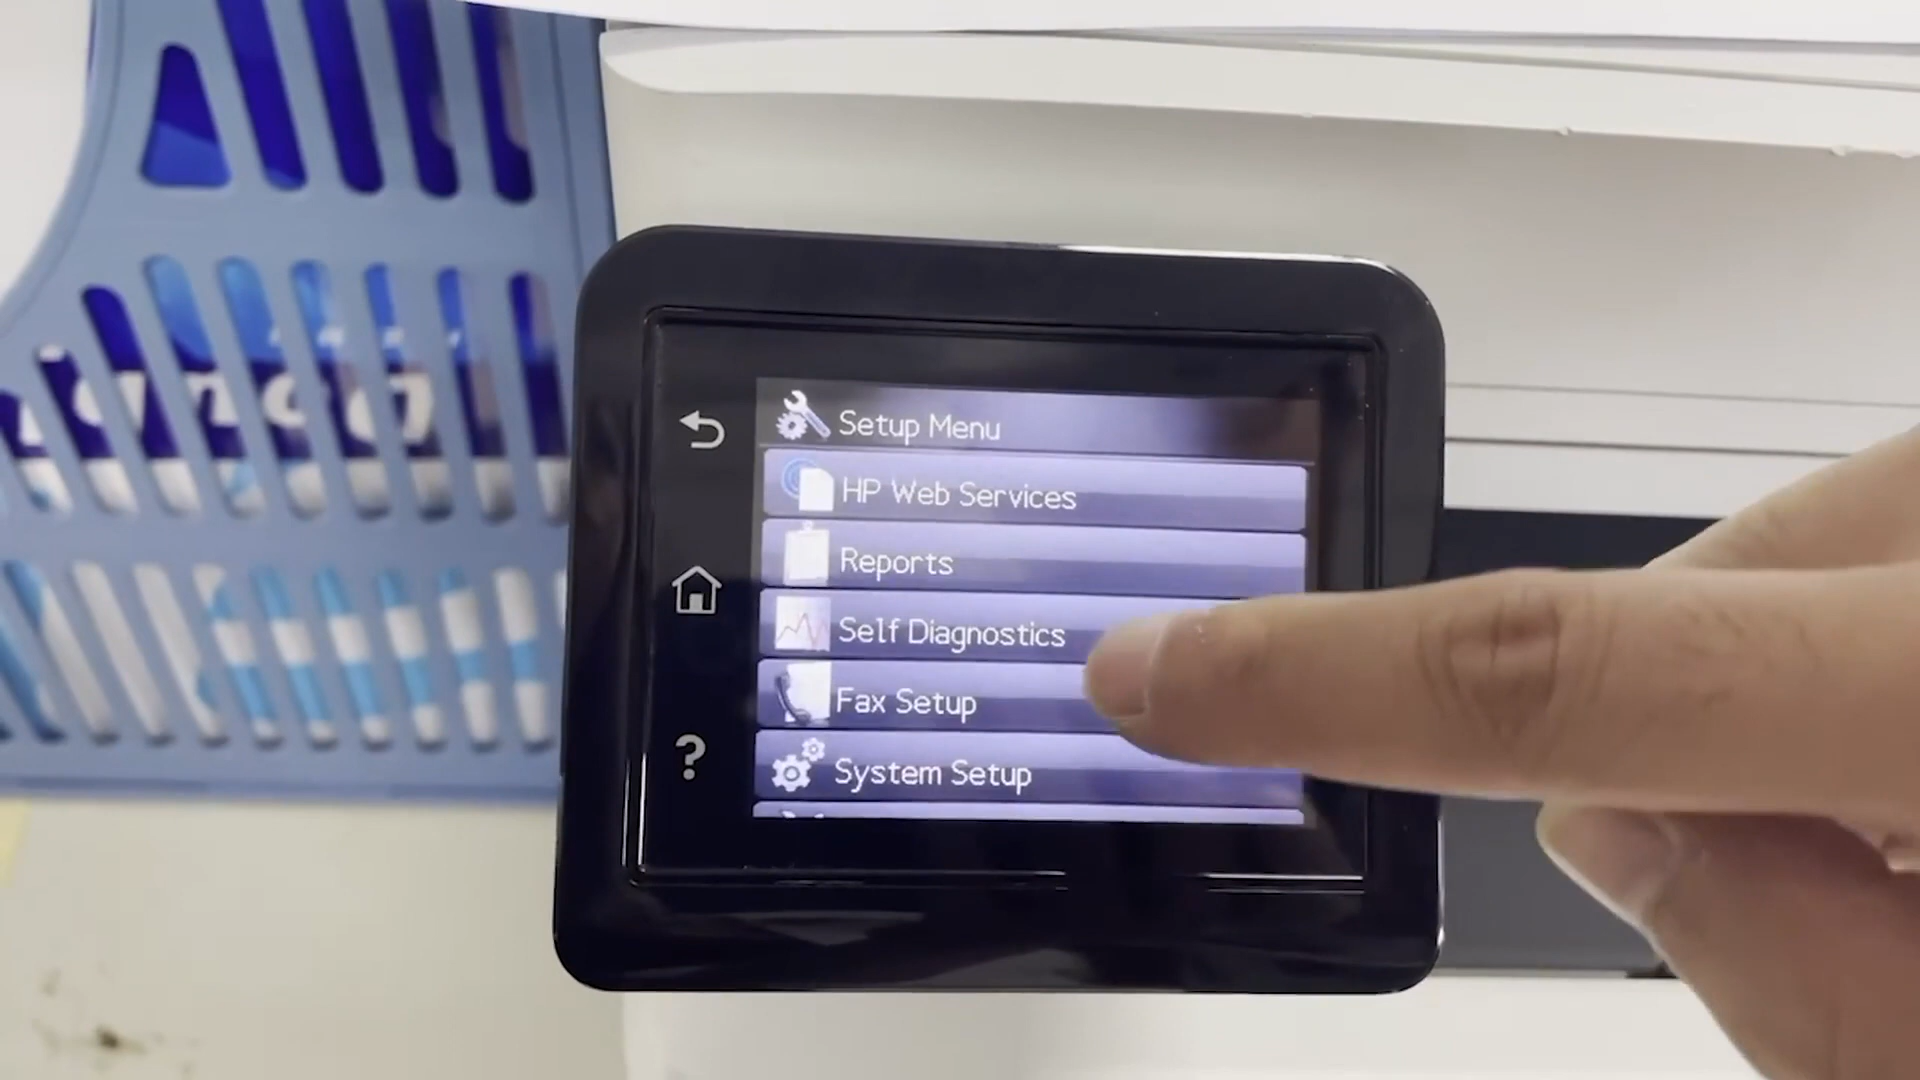 Setup Menu
HP Web Services
Reports
Self Diagnostics
Fax Setup
System Setup
?